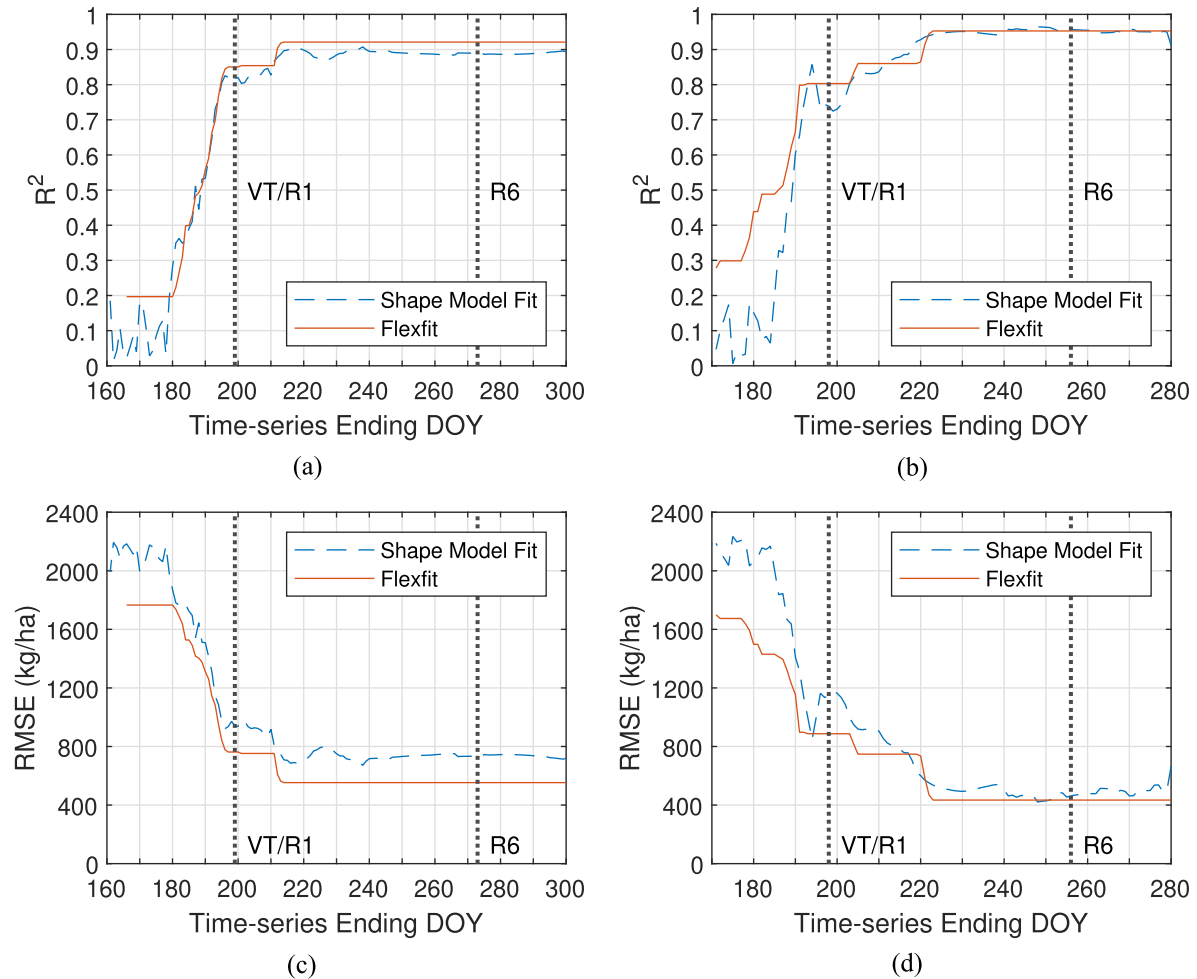 1
0.9
0.8
0.7
0.6
0.5
0.4
0.3
0.2
0.1
0
R²
VT/R1
R6
Shape Model Fit
Flexfit
160 180 200 220 240 260 280 300
Time-series Ending DOY
(a)
1
0.9
0.8
0.7
0.6
0.5
0.4
0.3
0.2
0.1
0
R²
VT/R1
R6
Shape Model Fit
Flexfit
180 200 220 240 260 280
Time-series Ending DOY
(b)
2400
2000
1600
1200
800
400
0
RMSE (kg/ha)
Shape Model Fit
Flexfit
VT/R1
R6
160 180 200 220 240 260 280 300
Time-series Ending DOY
(c)
2400
2000
1600
1200
800
400
0
RMSE (kg/ha)
Shape Model Fit
Flexfit
VT/R1
R6
180 200 220 240 260 280
Time-series Ending DOY
(d)